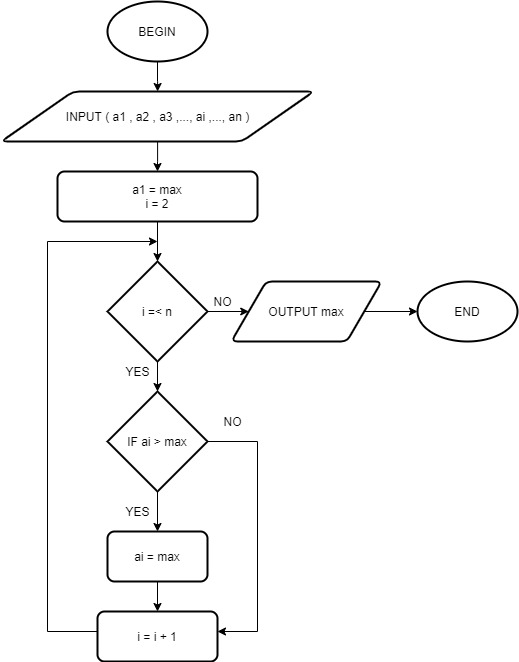 BEGIN
INPUT ( a1 , a2 , a3 ,..., ai ,..., an )
a1 = max
i = 2
i =< n
NO
OUTPUT max
END
YES
IF ai > max
NO
YES
ai = max
i = i + 1